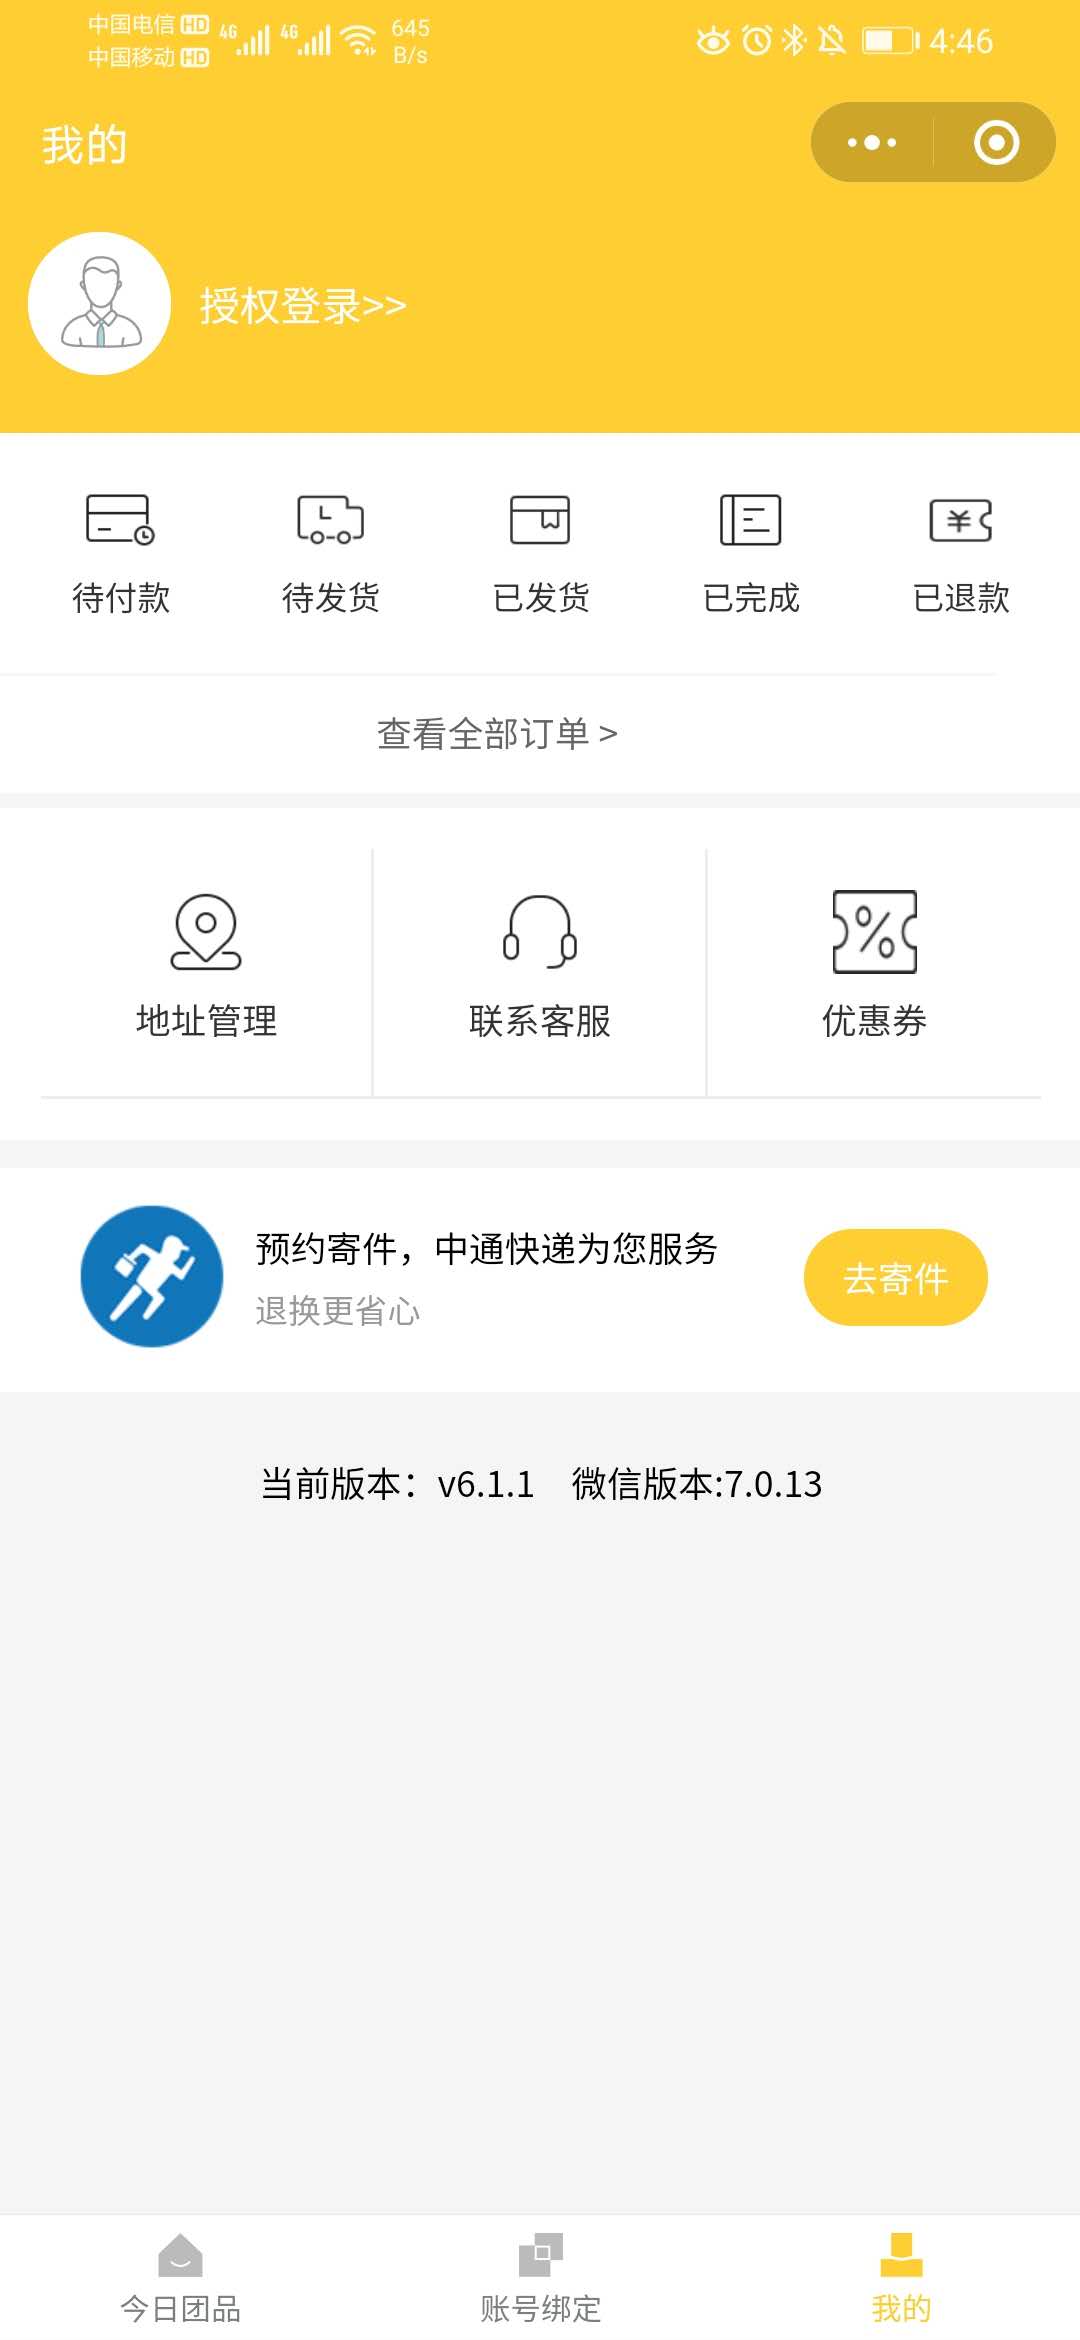 中国电信 HD 4G 4G 645
中国移动 HD B/s
4:46
我的
授权登录>>
待付款 待发货 已发货 已完成 已退款
查看全部订单 >
地址管理 联系客服 优惠券
预约寄件，中通快递为您服务
退换更省心
去寄件
当前版本：v6.1.1 微信版本:7.0.13
今日团品 账号绑定 我的